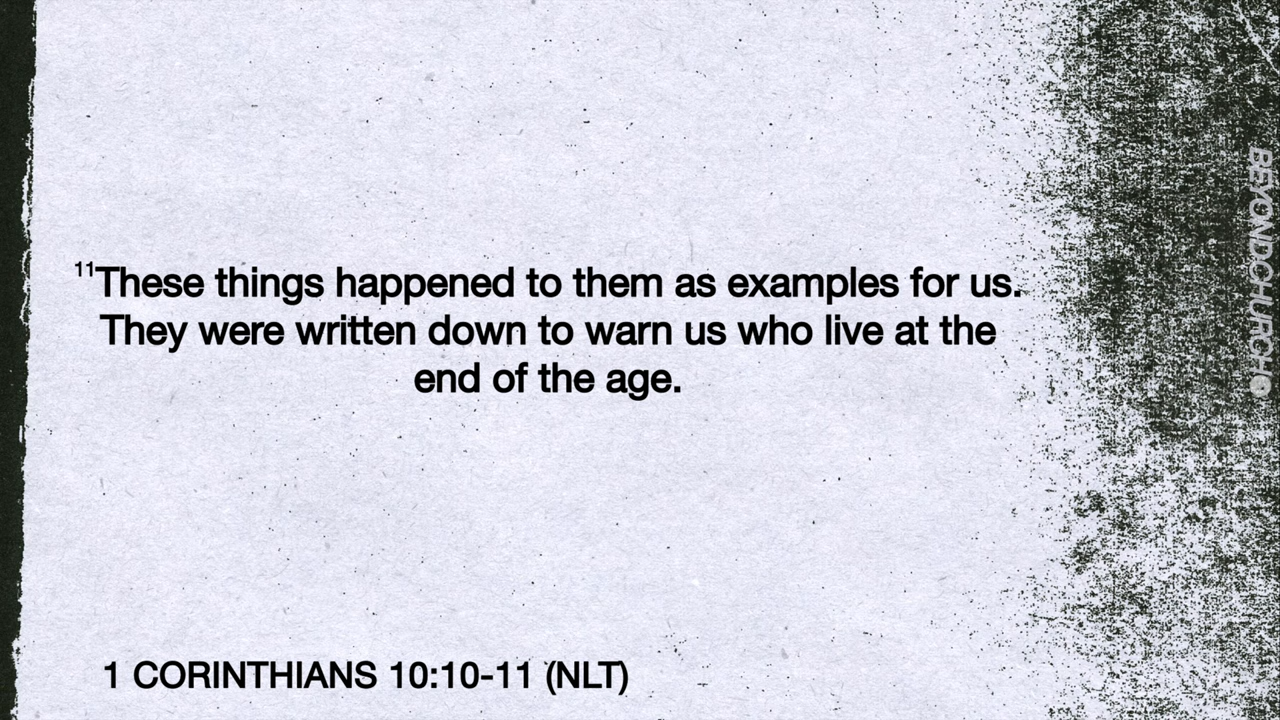 11These things happened to them as examples for us.
They were written down to warn us who live at the
end of the age.
1 CORINTHIANS 10:10-11 (NLT)
BEYONDCHURCH